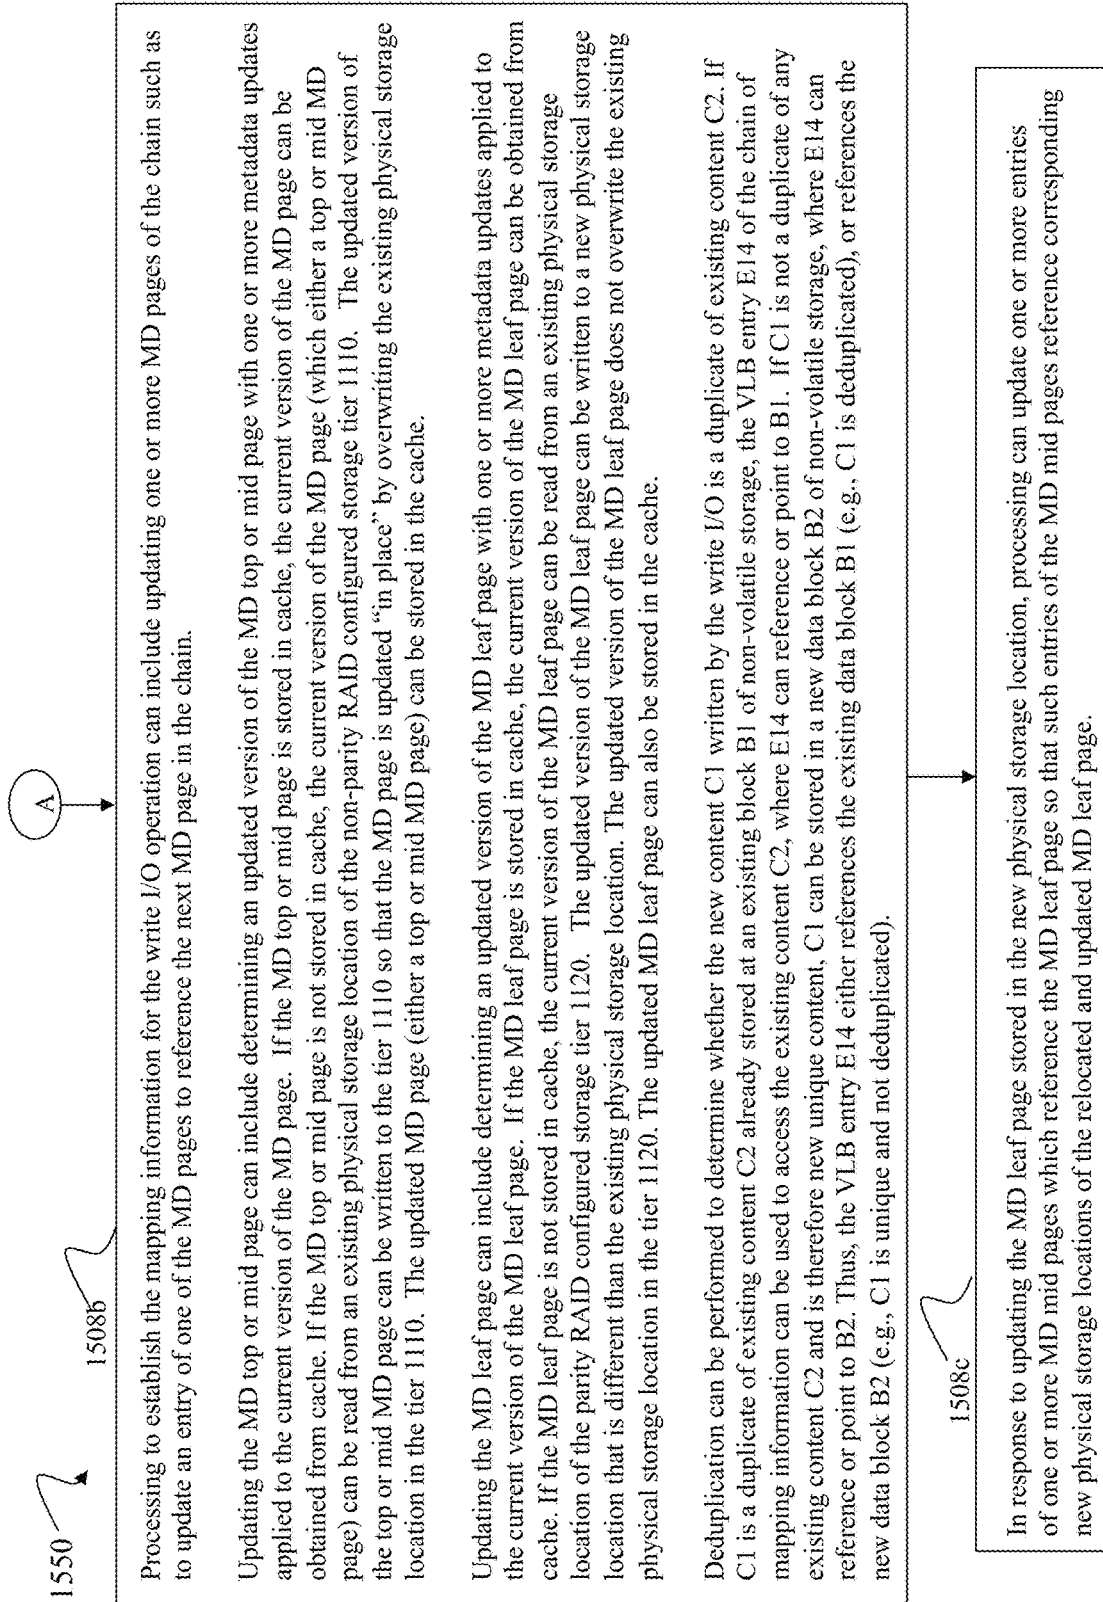 1550
A
1508b
Processing to establish the mapping information for the write I/O operation can include updating one or more MD pages of the chain such as
to update an entry of one of the MD pages to reference the next MD page in the chain.
Updating the MD top or mid page can include determining an updated version of the MD top or mid page with one or more metadata updates
applied to the current version of the MD page. If the MD top or mid page is stored in cache, the current version of the MD page can be
obtained from cache. If the MD top or mid page is not stored in cache, the current version of the MD page (which either a top or mid MD
page) can be read from an existing physical storage location of the non-parity RAID configured storage tier 1110. The updated version of
the top or mid MD page can be written to the tier 1110 so that the MD page is updated “in place” by overwriting the existing physical storage
location in the tier 1110. The updated MD page (either a top or mid MD page) can be stored in the cache.
Updating the MD leaf page can include determining an updated version of the MD leaf page with one or more metadata updates applied to
the current version of the MD leaf page. If the MD leaf page is stored in cache, the current version of the MD leaf page can be obtained from
cache. If the MD leaf page is not stored in cache, the current version of the MD leaf page can be read from an existing physical storage
location of the parity RAID configured storage tier 1120. The updated version of the MD leaf page can be written to a new physical storage
location that is different than the existing physical storage location. The updated version of the MD leaf page does not overwrite the existing
physical storage location in the tier 1120. The updated MD leaf page can also be stored in the cache.
Deduplication can be performed to determine whether the new content C1 written by the write I/O is a duplicate of existing content C2. If
C1 is a duplicate of existing content C2 already stored at an existing block B1 of non-volatile storage, the VLB entry E14 of the chain of
mapping information can be used to access the existing content C2, where E14 can reference or point to B1. If C1 is not a duplicate of any
existing content C2 and is therefore new unique content, C1 can be stored in a new data block B2 of non-volatile storage, where E14 can
reference or point to B2. Thus, the VLB entry E14 either references the existing data block B1 (e.g., C1 is deduplicated), or references the
new data block B2 (e.g., C1 is unique and not deduplicated).
1508c
In response to updating the MD leaf page stored in the new physical storage location, processing can update one or more entries
of one or more MD mid pages which reference the MD leaf page so that such entries of the MD mid pages reference corresponding
new physical storage locations of the relocated and updated MD leaf page.